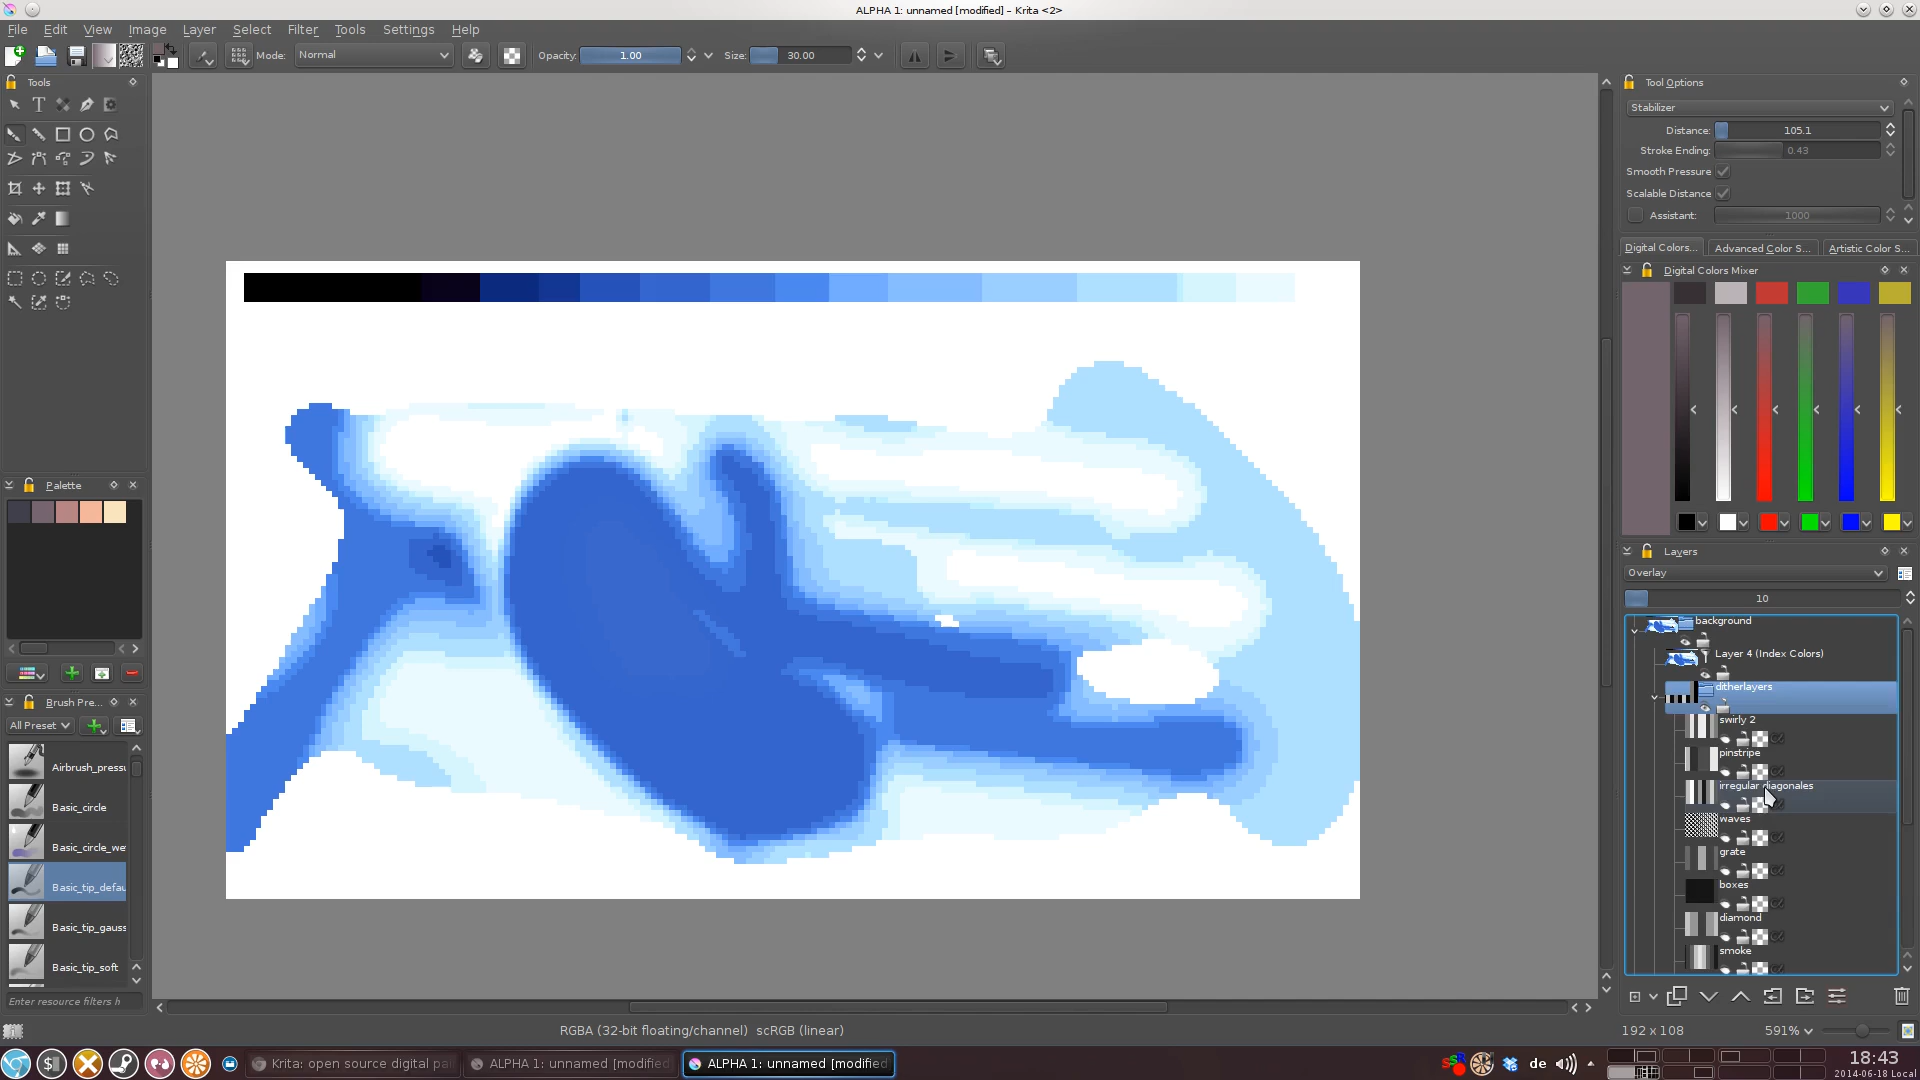 ALPHA 1: unnamed [modified] – Krita <2>
File Edit View Image Layer Select Filter Tools Settings Help
Mode: Normal Opacity: 1.00 Size: 30.00
Tools
Tool Options
Stabilizer
Distance: 105.1
Stroke Ending: 0.43
Smooth Pressure
Scalable Distance
Assistant: 1000
Digital Colors... Advanced Color S... Artistic Color S...
Digital Colors Mixer
Palette
Layers
Overlay
10
background
Layer 4 (Index Colors)
ditherlayers
swirly 2
pinstripe
irregular diagonales
waves
grate
boxes
diamond
smoke
Brush Pre...
All Preset
Airbrush_pressu
Basic_circle
Basic_circle_we
Basic_tip_defau
Basic_tip_gauss
Basic_tip_soft
Enter resource filters h
RGBA (32-bit floating/channel) scRGB (linear)
192 x 108 591%
Krita: open source digital pai
ALPHA 1: unnamed [modified
ALPHA 1: unnamed [modified
de
18:43
2014-06-18 Local